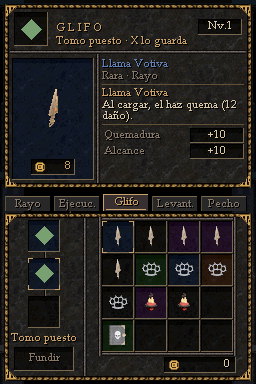 GLIFO
Nv.1
Tomo puesto · X lo guarda
Llama Votiva
Rara · Rayo
Llama Votiva
Al cargar, el haz quema (12
daño).
Quemadura +10
Alcance +10
8
Rayo Ejecuc. Glifo Levant. Pecho
Tomo puesto
Fundir
0